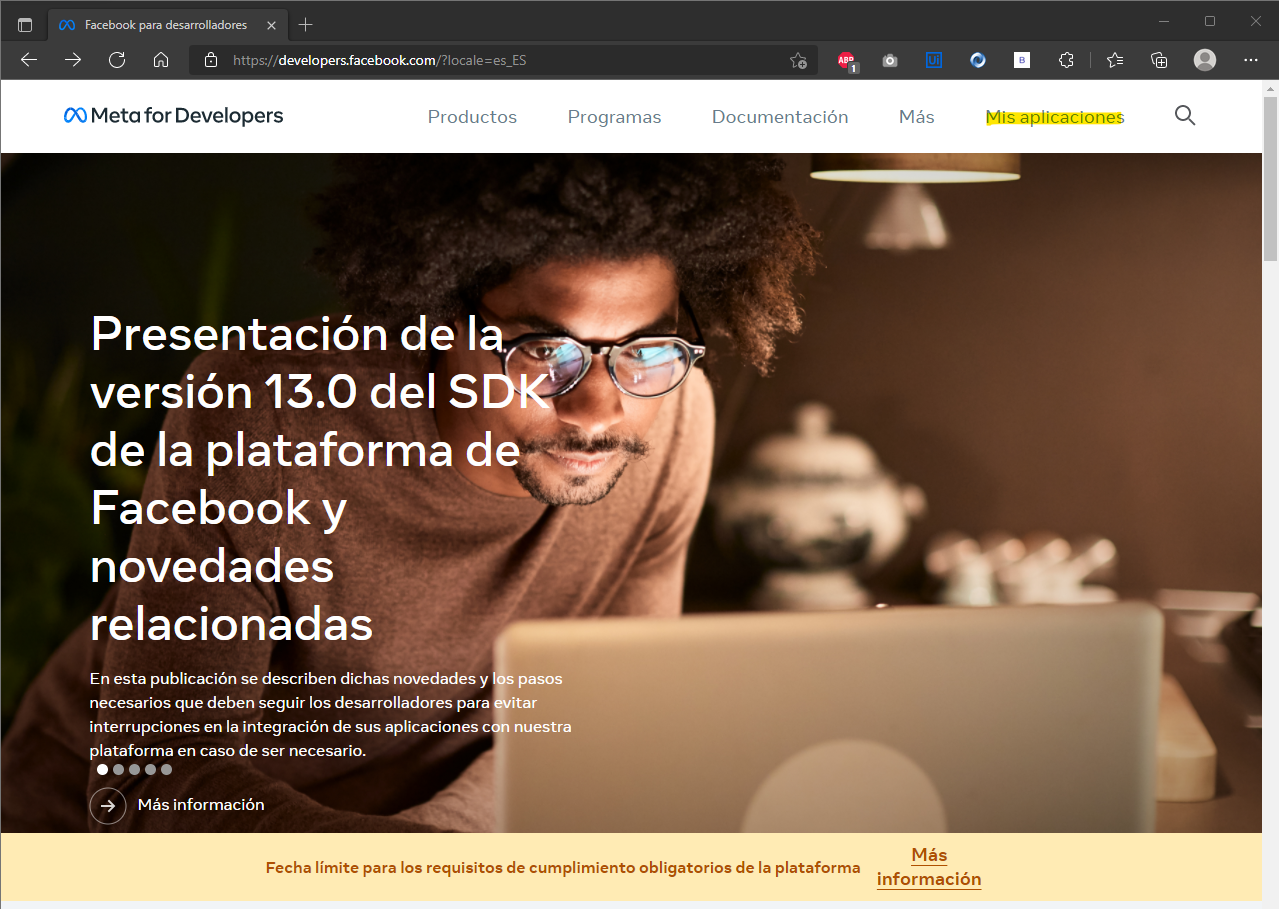 Facebook para desarrolladores
https://developers.facebook.com/?locale=es_ES
ABP
1
UI
B
Meta for Developers
Productos
Programas
Documentación
Más
Mis aplicaciones
Presentación de la
versión 13.0 del SDK
de la plataforma de
Facebook y
novedades
relacionadas
En esta publicación se describen dichas novedades y los pasos
necesarios que deben seguir los desarrolladores para evitar
interrupciones en la integración de sus aplicaciones con nuestra
plataforma en caso de ser necesario.
Más información
Fecha límite para los requisitos de cumplimiento obligatorios de la plataforma
Más
información